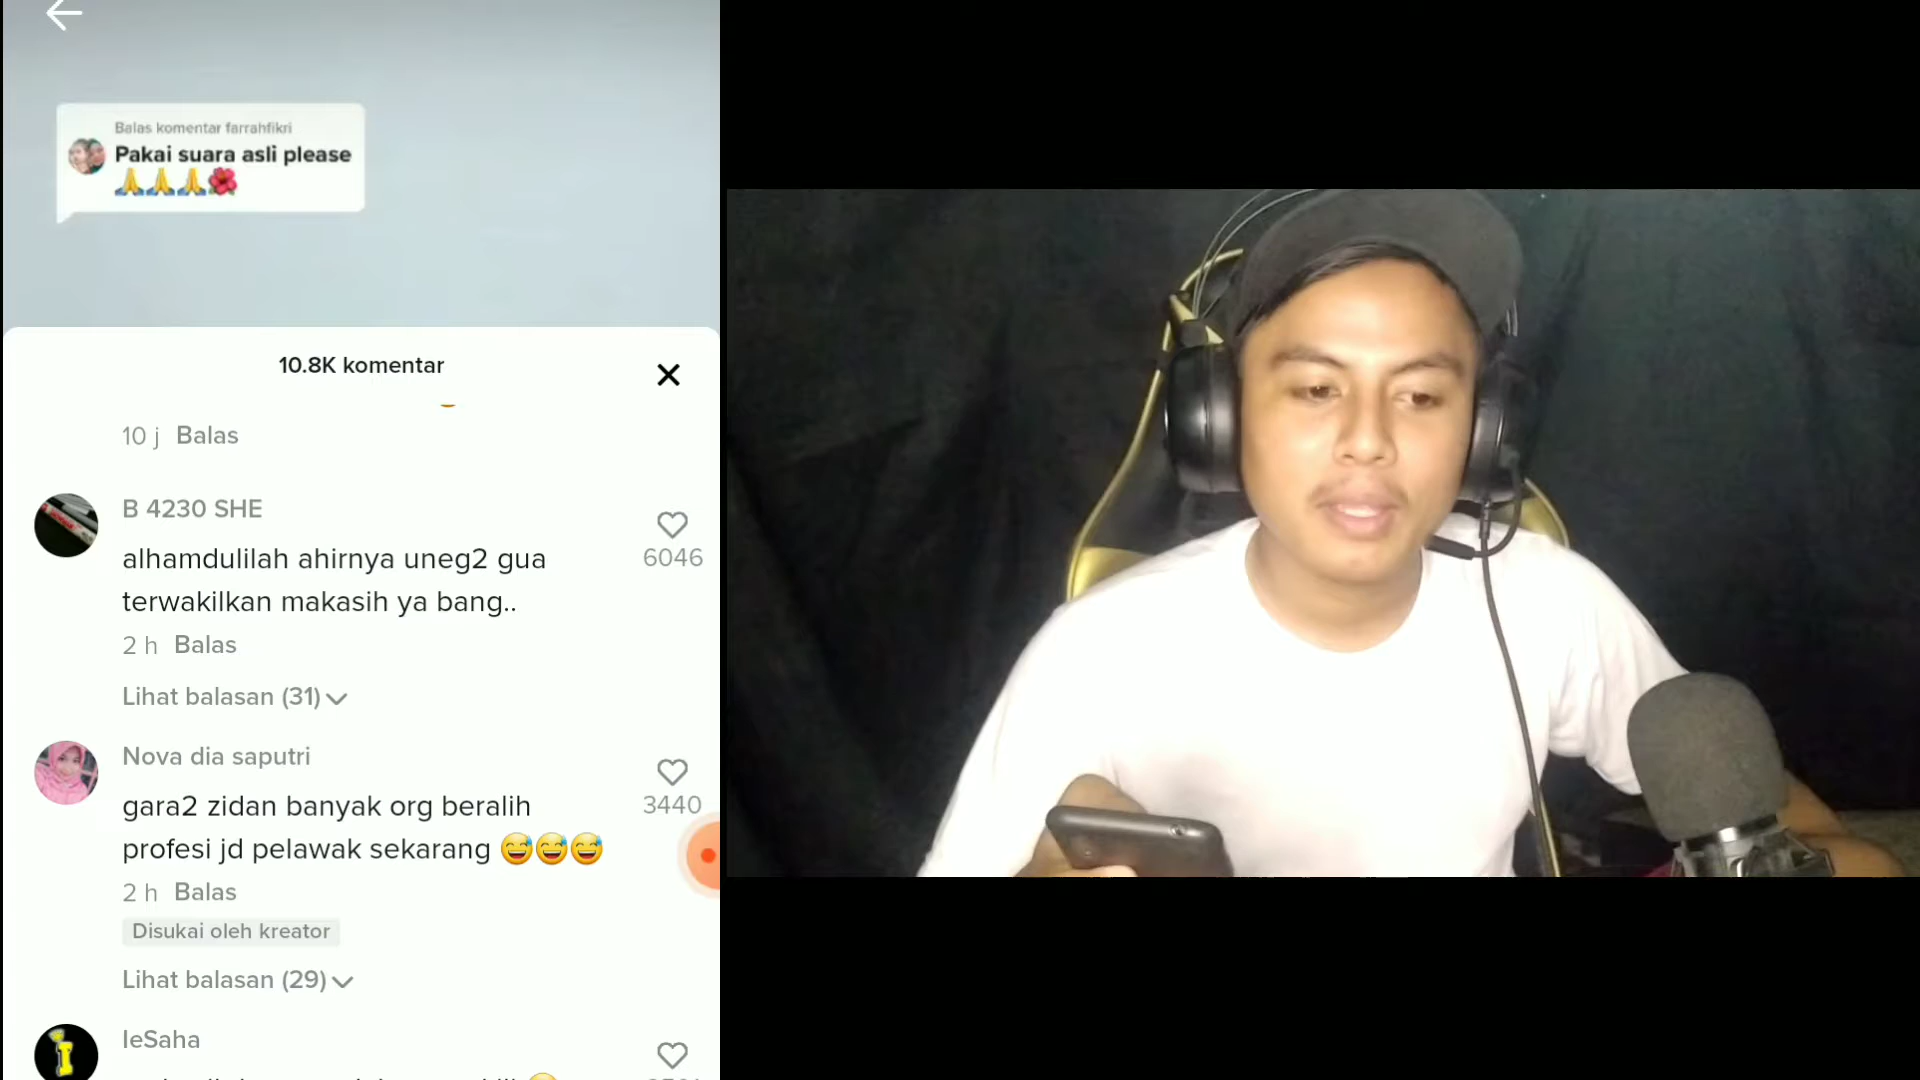 Balas komentar farrahfikri
Pakai suara asli please
🙏🙏🙏🌺
10.8K komentar
10 j Balas
B 4230 SHE
alhamdulilah ahirnya uneg2 gua
terwakilkan makasih ya bang..
6046
2 h Balas
Lihat balasan (31)
Nova dia saputri
gara2 zidan banyak org beralih
profesi jd pelawak sekarang 😅😅😅
3440
2 h Balas
Disukai oleh kreator
Lihat balasan (29)
IeSaha